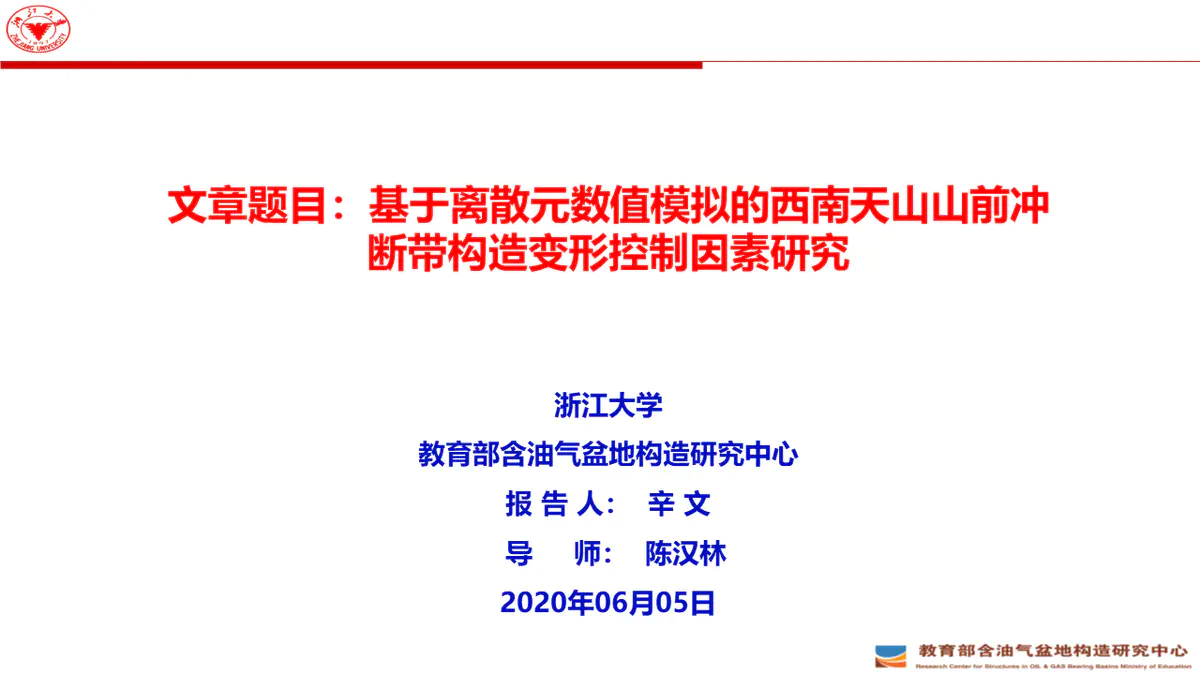 浙江大学
1897
ZHEJIANG UNIVERSITY
文章题目：基于离散元数值模拟的西南天山山前冲
断带构造变形控制因素研究
浙江大学
教育部含油气盆地构造研究中心
报 告 人： 辛 文
导 师： 陈汉林
2020年06月05日
教育部含油气盆地构造研究中心
Research Center for Structures in OIL & GAS Bearing Basins Ministry of Education